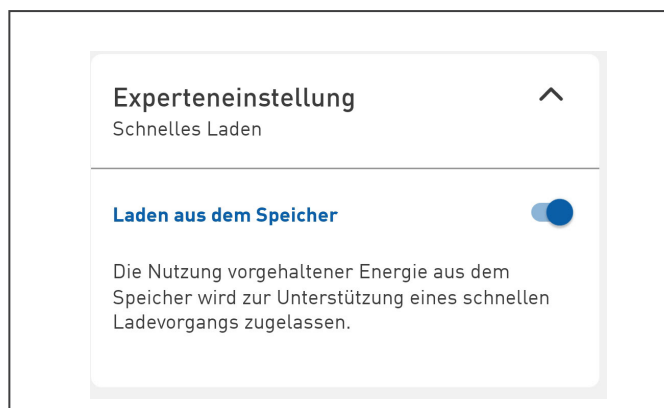 Experteneinstellung
Schnelles Laden
Laden aus dem Speicher
Die Nutzung vorgehaltener Energie aus dem
Speicher wird zur Unterstützung eines schnellen
Ladevorgangs zugelassen.